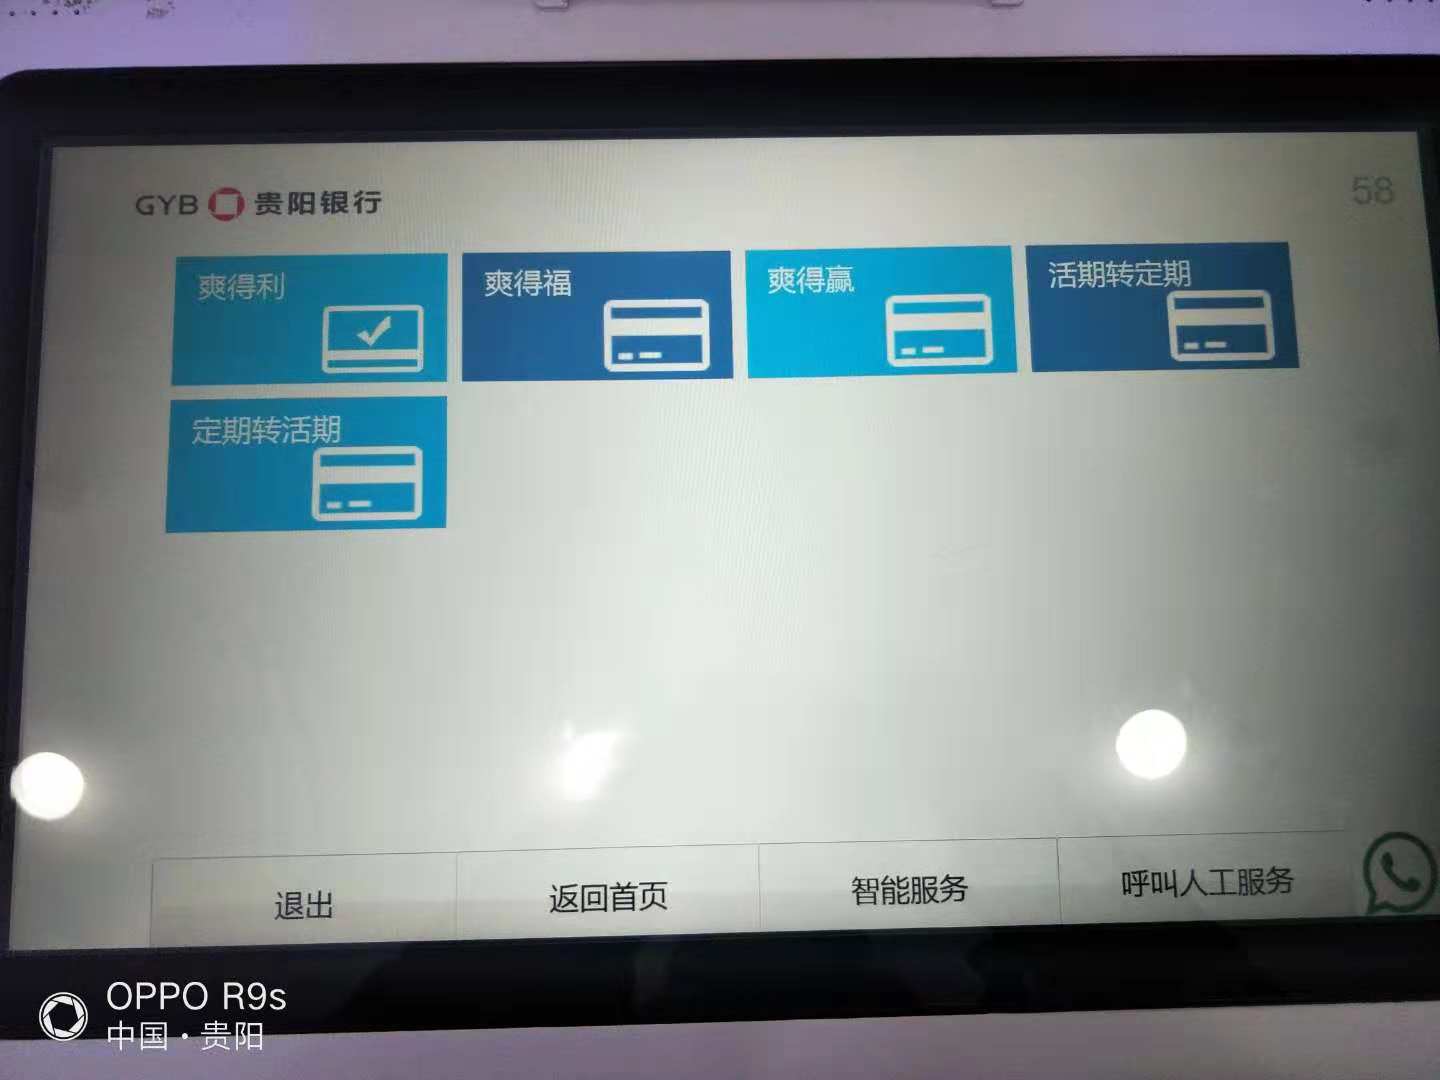 GYB 贵阳银行
58
爽得利
爽得福
爽得赢
活期转定期
定期转活期
退出
返回首页
智能服务
呼叫人工服务
OPPO R9s
中国·贵阳